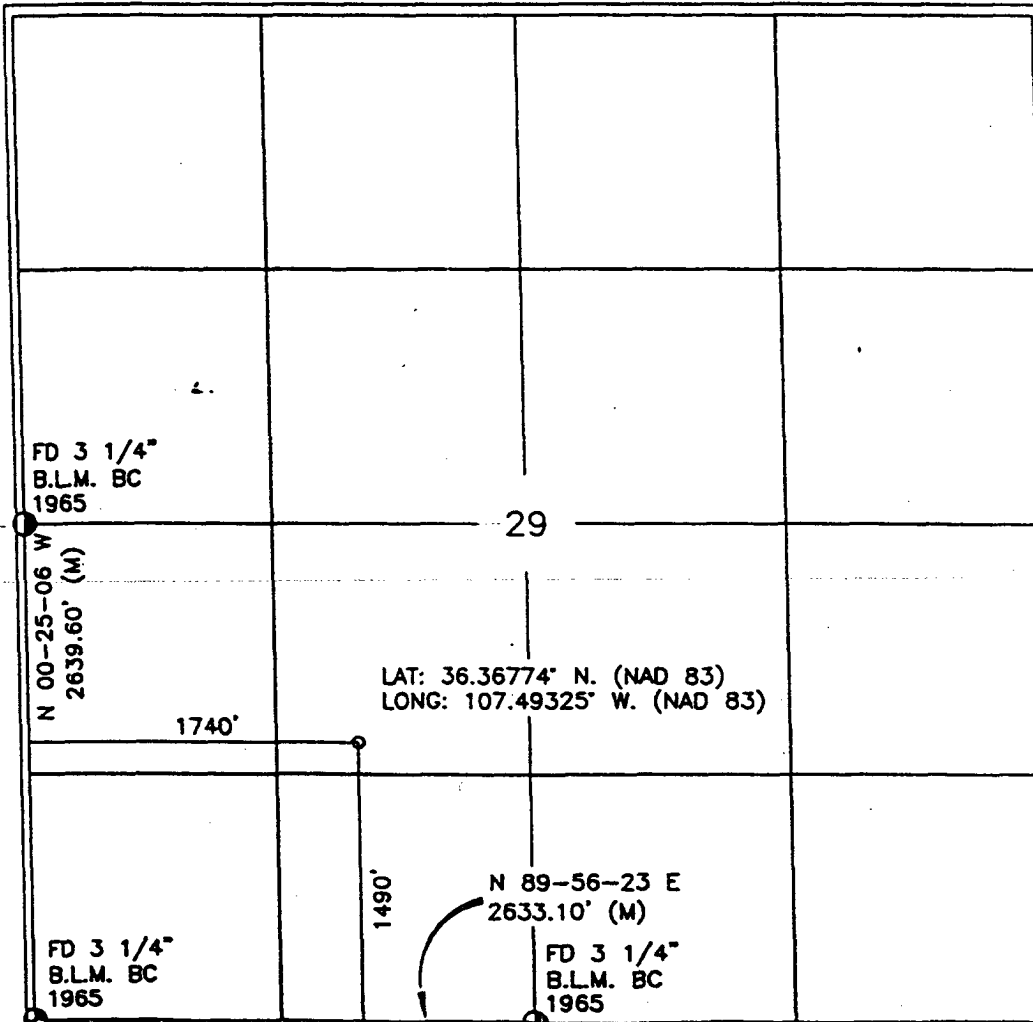 FD 3 1/4"
B.L.M. BC
1965
29
N 00-25-06 W
2639.60' (M)
LAT: 36.36774° N. (NAD 83)
LONG: 107.49325° W. (NAD 83)
1740'
1490'
N 89-56-23 E
2633.10' (M)
FD 3 1/4"
B.L.M. BC
1965
FD 3 1/4"
B.L.M. BC
1965